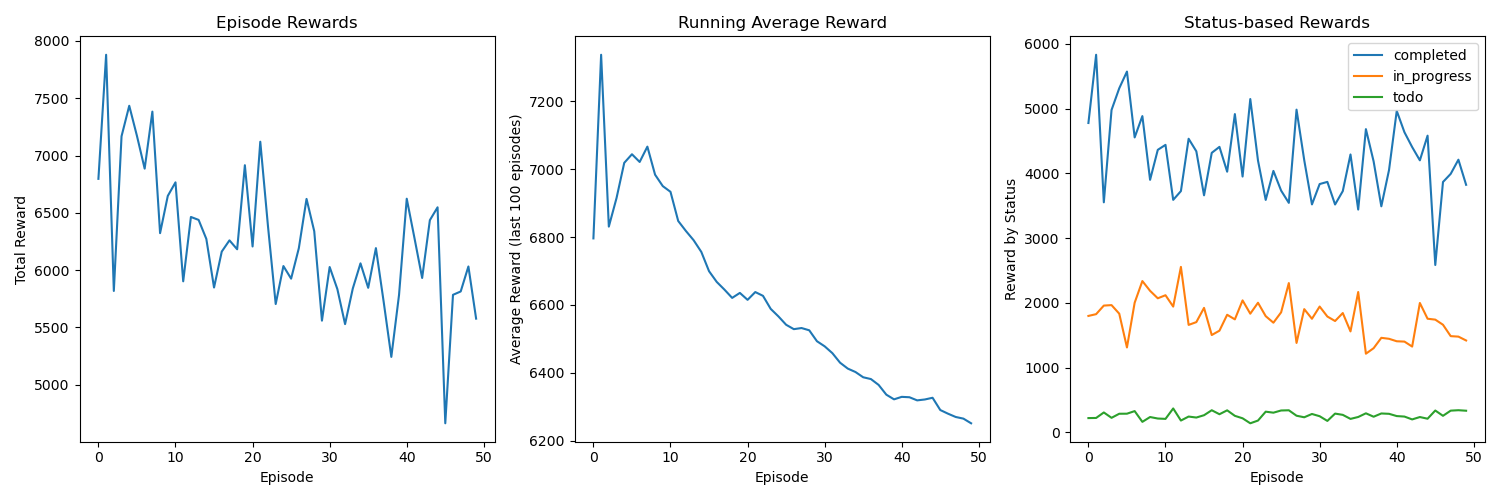 Episode Rewards
Total Reward
8000
7500
7000
6500
6000
5500
5000
0 10 20 30 40 50
Episode
Running Average Reward
Average Reward (last 100 episodes)
7200
7000
6800
6600
6400
6200
0 10 20 30 40 50
Episode
Status-based Rewards
Reward by Status
6000
5000
4000
3000
2000
1000
0
completed
in_progress
todo
0 10 20 30 40 50
Episode